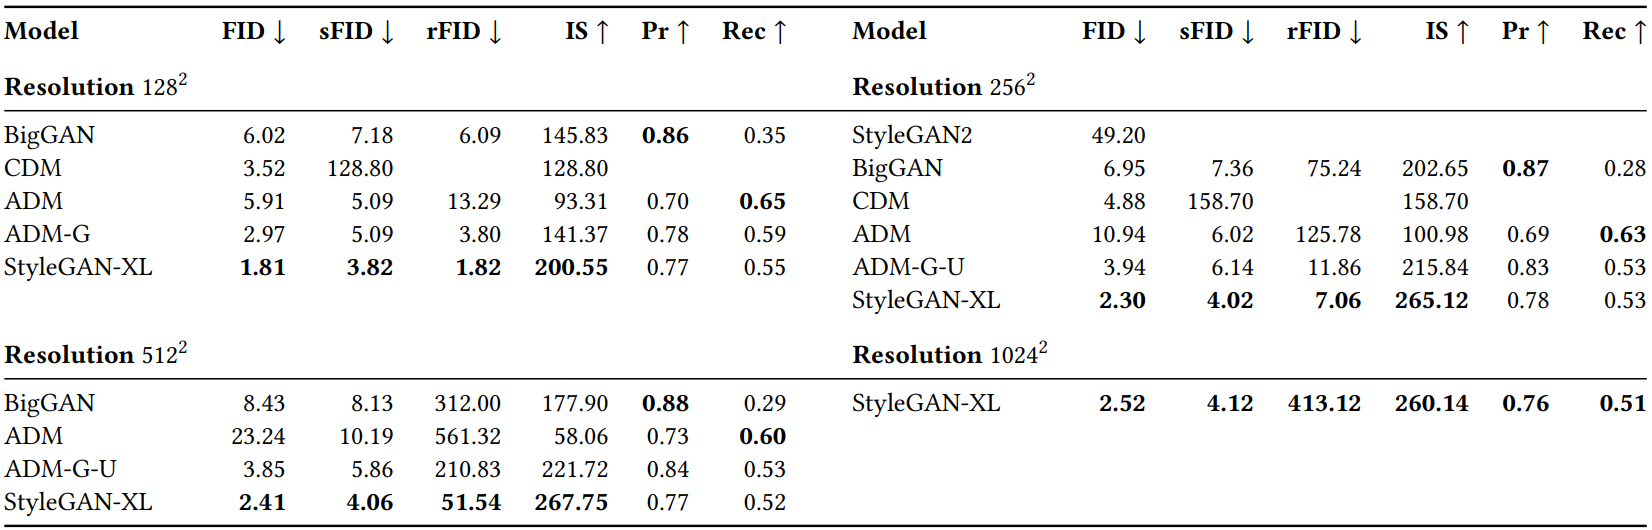 Model FID ↓ sFID ↓ rFID ↓ IS ↑ Pr ↑ Rec ↑
Resolution 128²
BigGAN 6.02 7.18 6.09 145.83 0.86 0.35
CDM 3.52 128.80 128.80
ADM 5.91 5.09 13.29 93.31 0.70 0.65
ADM-G 2.97 5.09 3.80 141.37 0.78 0.59
StyleGAN-XL 1.81 3.82 1.82 200.55 0.77 0.55
Model FID ↓ sFID ↓ rFID ↓ IS ↑ Pr ↑ Rec ↑
Resolution 256²
StyleGAN2 49.20
BigGAN 6.95 7.36 75.24 202.65 0.87 0.28
CDM 4.88 158.70 158.70
ADM 10.94 6.02 125.78 100.98 0.69 0.63
ADM-G-U 3.94 6.14 11.86 215.84 0.83 0.53
StyleGAN-XL 2.30 4.02 7.06 265.12 0.78 0.53
Resolution 512²
BigGAN 8.43 8.13 312.00 177.90 0.88 0.29
ADM 23.24 10.19 561.32 58.06 0.73 0.60
ADM-G-U 3.85 5.86 210.83 221.72 0.84 0.53
StyleGAN-XL 2.41 4.06 51.54 267.75 0.77 0.52
Resolution 1024²
StyleGAN-XL 2.52 4.12 413.12 260.14 0.76 0.51